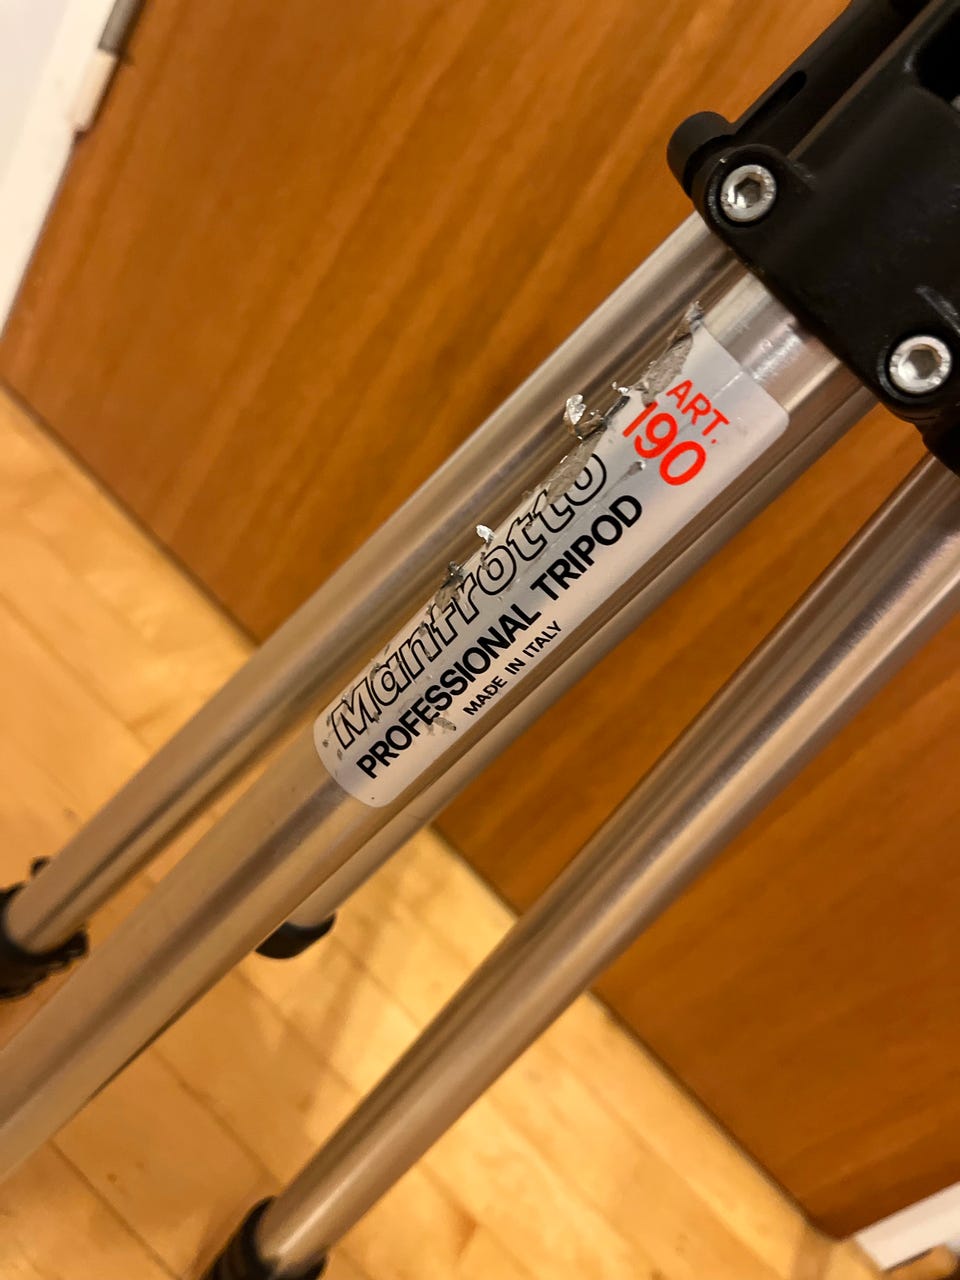 Manfrotto
ART.
190
PROFESSIONAL TRIPOD
MADE IN ITALY